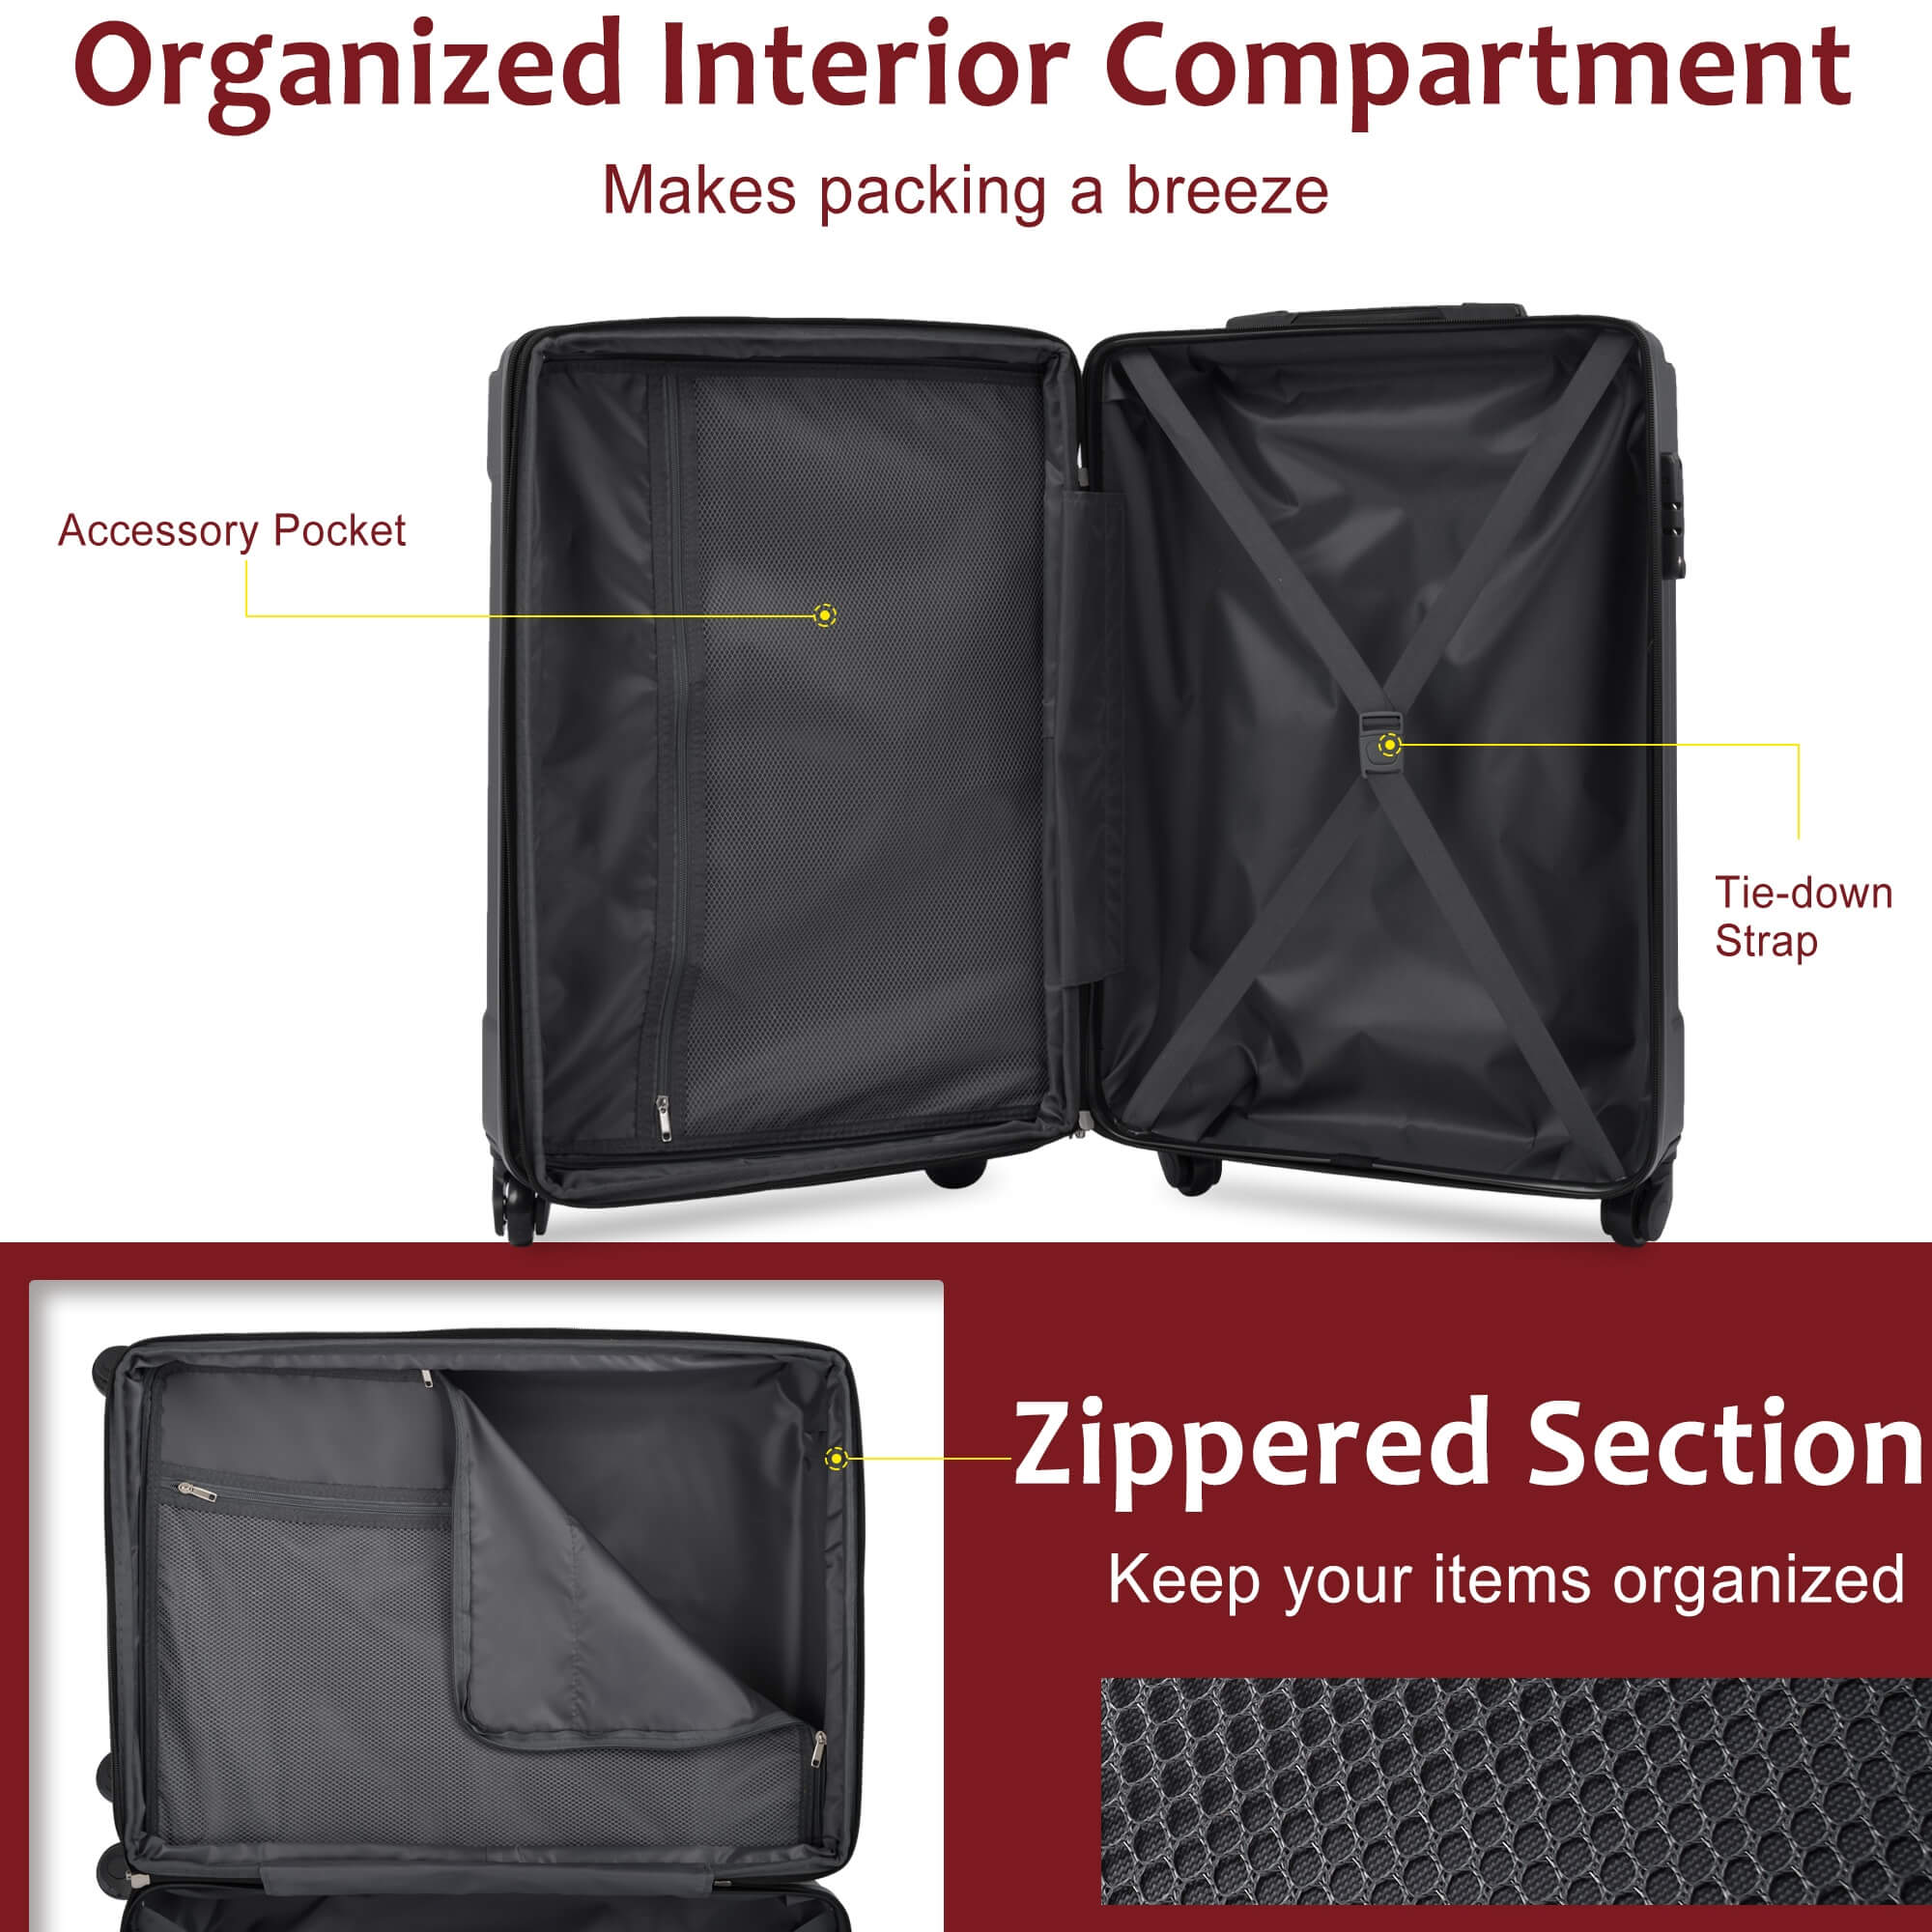 Organized Interior Compartment
Makes packing a breeze
Accessory Pocket
Tie-down
Strap
Zippered Section
Keep your items organized